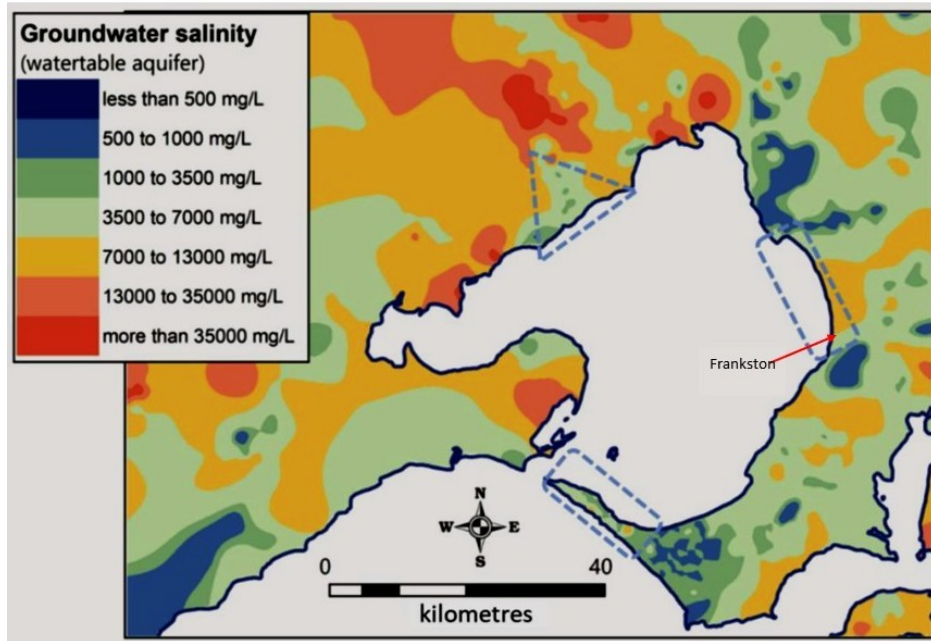 Groundwater salinity
(watertable aquifer)
less than 500 mg/L
500 to 1000 mg/L
1000 to 3500 mg/L
3500 to 7000 mg/L
7000 to 13000 mg/L
13000 to 35000 mg/L
more than 35000 mg/L
Frankston
N
W E
S
0 40
kilometres